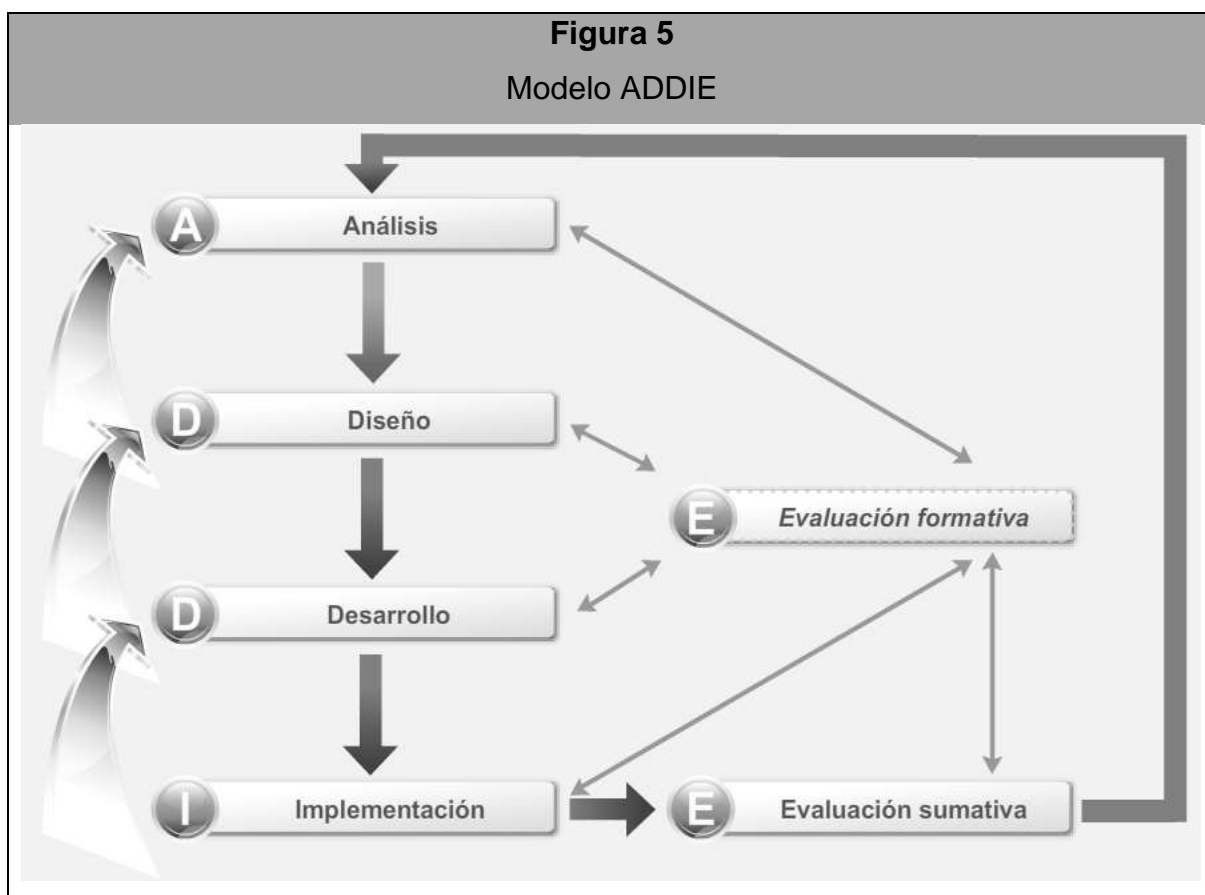 Figura 5
Modelo ADDIE
A Análisis
D Diseño
E Evaluación formativa
D Desarrollo
I Implementación
E Evaluación sumativa